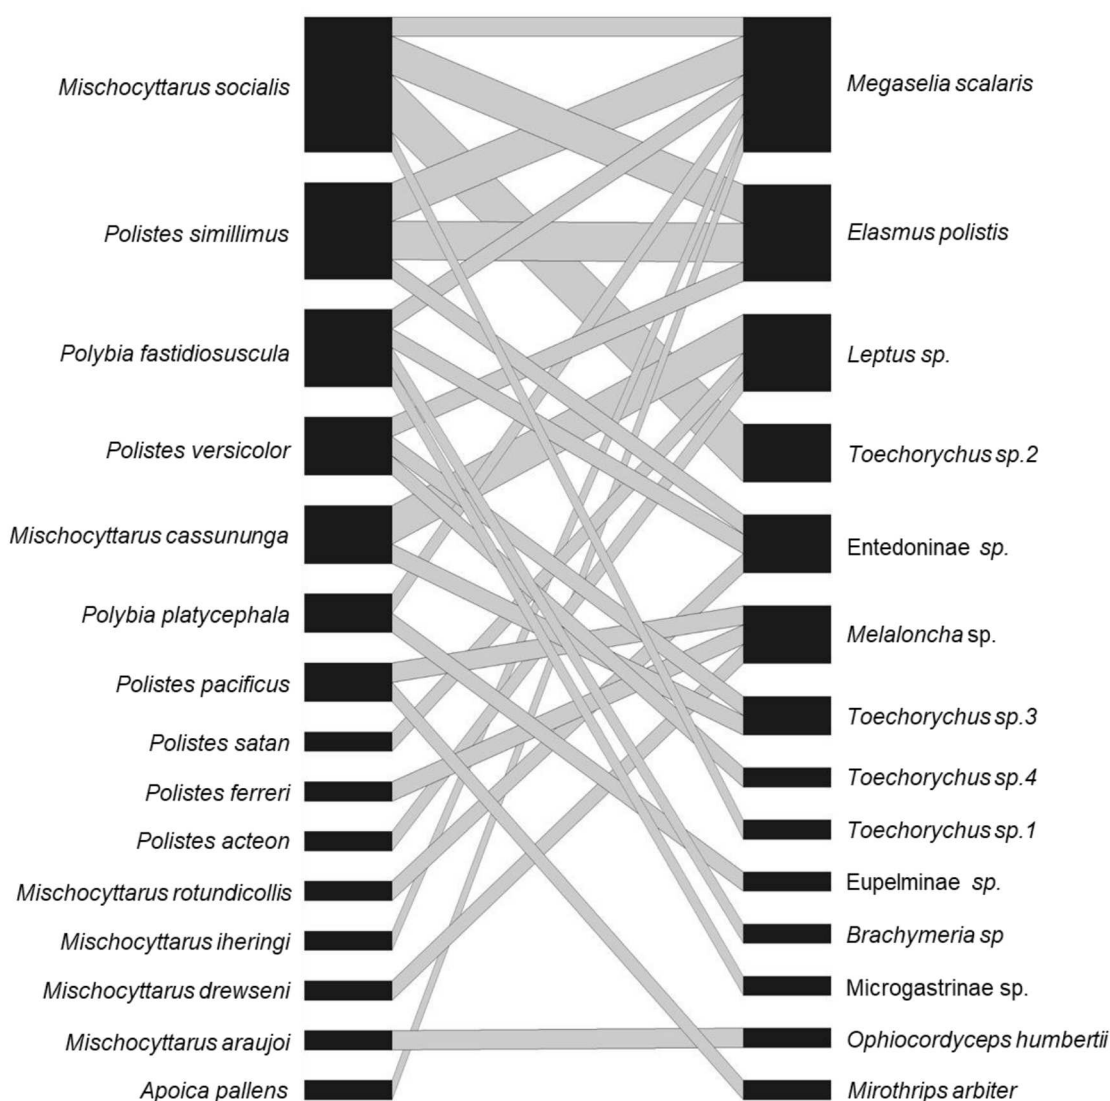 Mischocyttarus socialis
Polistes simillimus
Polybia fastidiosuscula
Polistes versicolor
Mischocyttarus cassununga
Polybia platycephala
Polistes pacificus
Polistes satan
Polistes ferreri
Polistes acteon
Mischocyttarus rotundicollis
Mischocyttarus iheringi
Mischocyttarus drewseni
Mischocyttarus araujoi
Apoica pallens
Megaselia scalaris
Elasmus polistis
Leptus sp.
Toechorychus sp.2
Entedoninae sp.
Melaloncha sp.
Toechorychus sp.3
Toechorychus sp.4
Toechorychus sp.1
Eupelminae sp.
Brachymeria sp
Microgastrinae sp.
Ophiocordyceps humbertii
Mirothrips arbiter